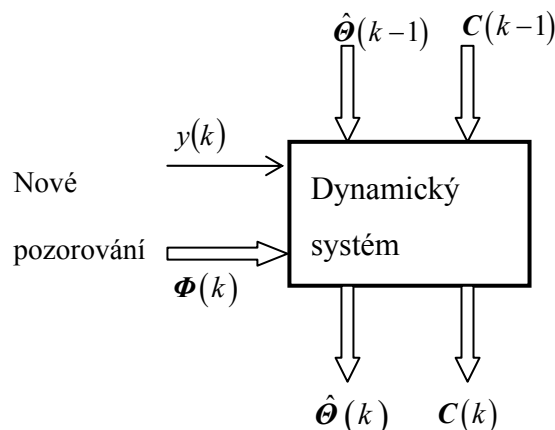 Θ̂(k−1) C(k−1)
y(k)
Nové
pozorování
Φ(k)
Dynamický
systém
Θ̂(k) C(k)